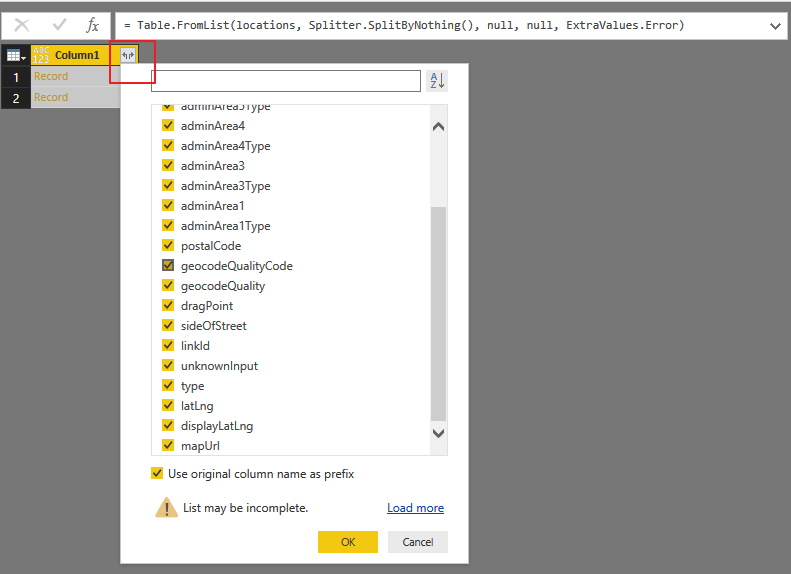 fx = Table.FromList(locations, Splitter.SplitByNothing(), null, null, ExtraValues.Error)
ABC
123 Column1
1 Record
2 Record
A
Z
adminArea5Type
adminArea4
adminArea4Type
adminArea3
adminArea3Type
adminArea1
adminArea1Type
postalCode
geocodeQualityCode
geocodeQuality
dragPoint
sideOfStreet
linkId
unknownInput
type
latLng
displayLatLng
mapUrl
Use original column name as prefix
List may be incomplete. Load more
OK Cancel